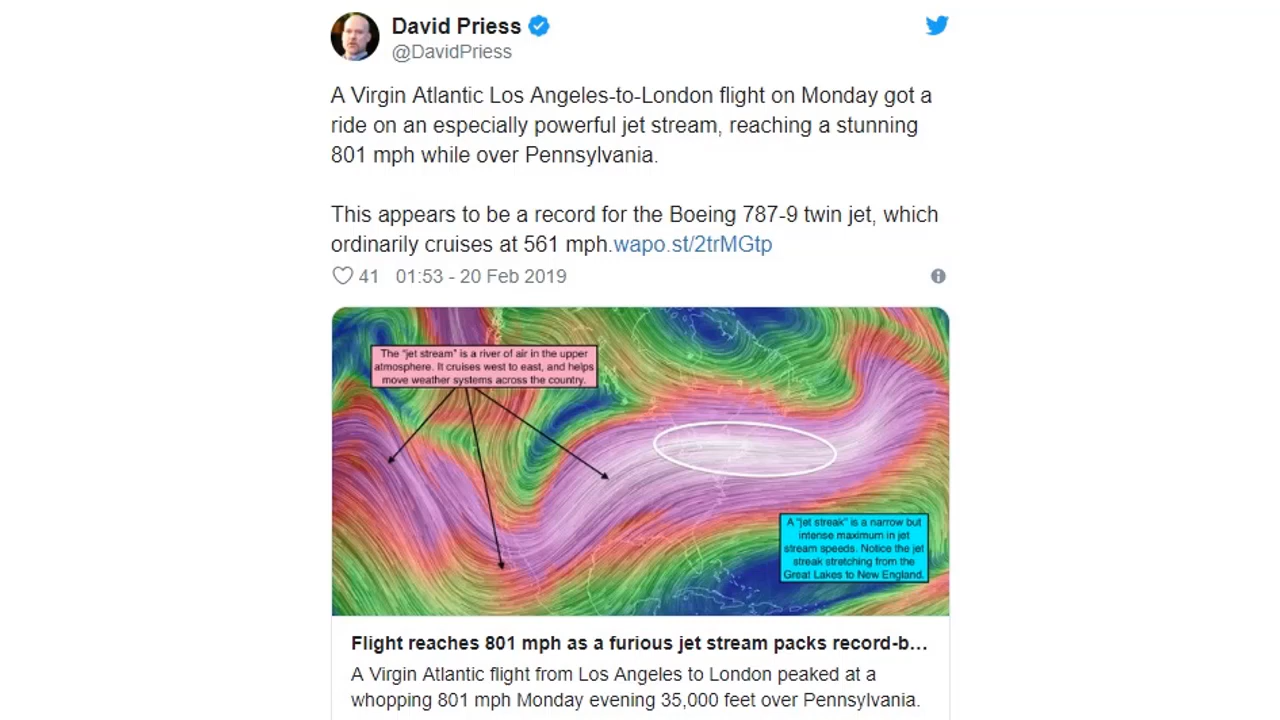 David Priess
@DavidPriess
A Virgin Atlantic Los Angeles-to-London flight on Monday got a
ride on an especially powerful jet stream, reaching a stunning
801 mph while over Pennsylvania.
This appears to be a record for the Boeing 787-9 twin jet, which
ordinarily cruises at 561 mph.wapo.st/2trMGtp
41 01:53 - 20 Feb 2019
The "jet stream" is a river of air in the upper
atmosphere. It cruises west to east, and helps
move weather systems across the country.
A "jet streak" is a narrow but
intense maximum in jet
stream speeds. Notice the jet
streak stretching from the
Great Lakes to New England.
Flight reaches 801 mph as a furious jet stream packs record-b...
A Virgin Atlantic flight from Los Angeles to London peaked at a
whopping 801 mph Monday evening 35,000 feet over Pennsylvania.